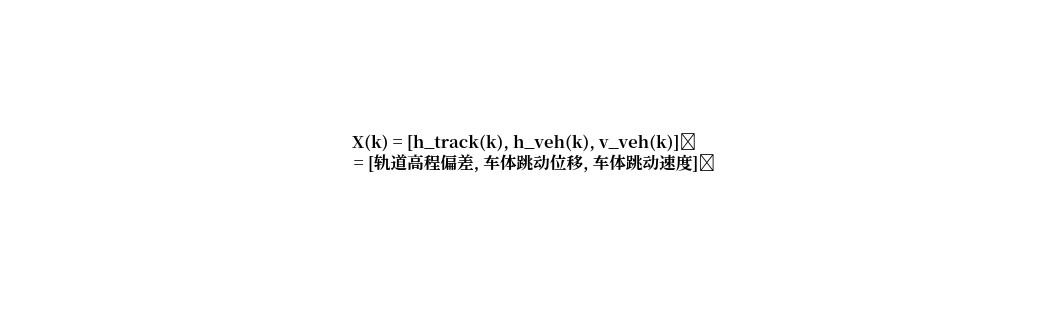 X(k) = [h_track(k), h_veh(k), v_veh(k)]
= [轨道高程偏差, 车体跳动位移, 车体跳动速度]